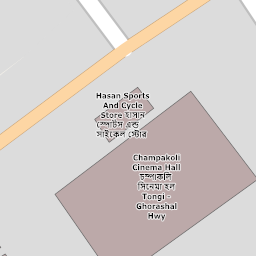 Hasan Sports
And Cycle
Store হাসান
স্পোর্টস এন্ড
সাইকেল স্টোর
Champakoli
Cinema Hall
চম্পাকলি
সিনেমা হল
Tongi -
Ghorashal
Hwy